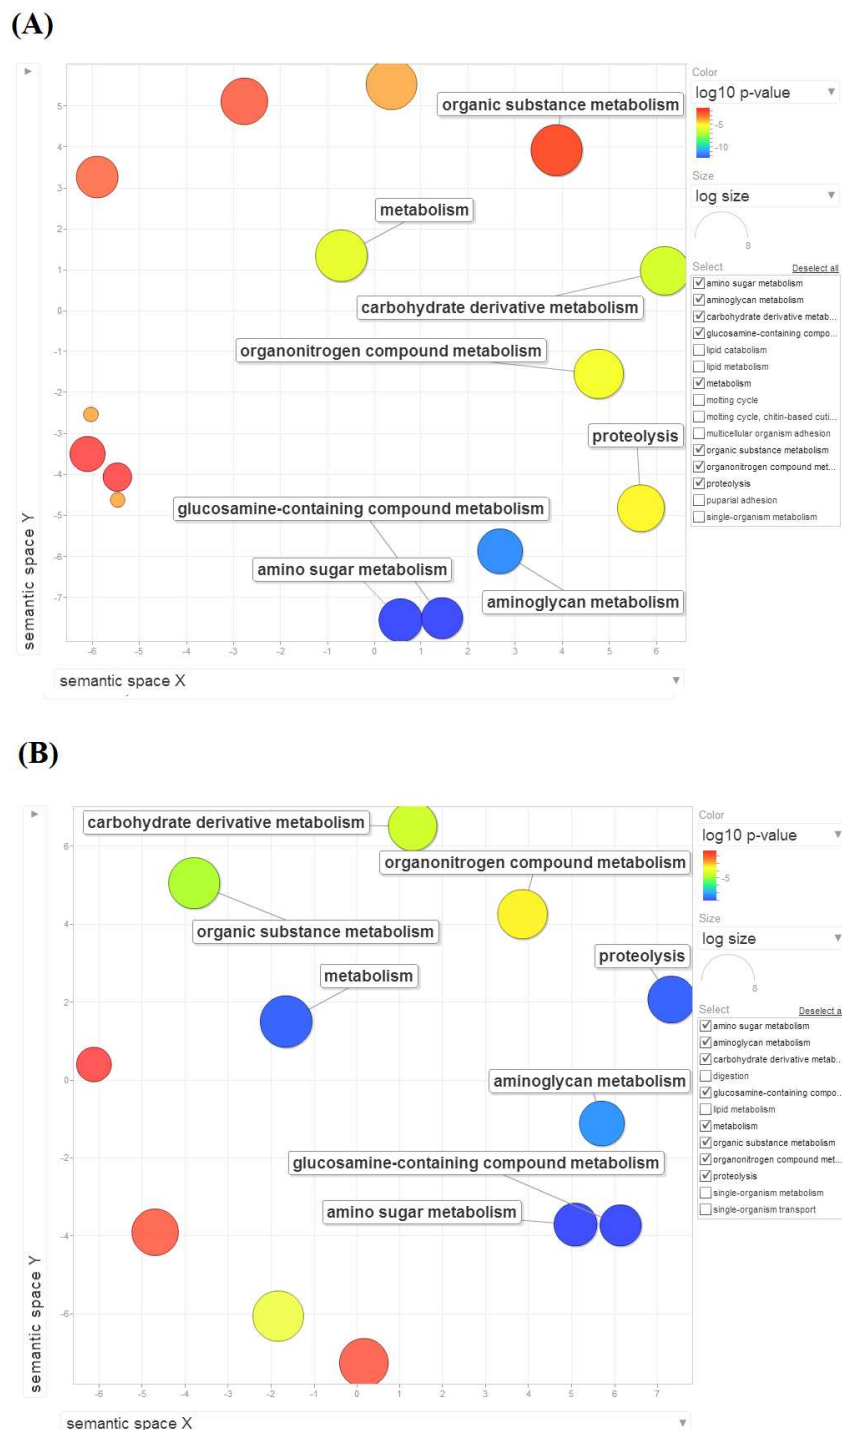 (A)
Color
log10 p-value
-5
-10
Size
log size
8
Select Deselect all
amino sugar metabolism
aminoglycan metabolism
carbohydrate derivative metab...
glucosamine-containing compo...
lipid catabolism
lipid metabolism
metabolism
molting cycle
molting cycle, chitin-based cuti...
multicellular organism adhesion
organic substance metabolism
organonitrogen compound met...
proteolysis
puparial adhesion
single-organism metabolism
organic substance metabolism
metabolism
carbohydrate derivative metabolism
organonitrogen compound metabolism
proteolysis
glucosamine-containing compound metabolism
amino sugar metabolism
aminoglycan metabolism
5
4
3
2
1
0
-1
-2
-3
-4
-5
-6
-7
semantic space Y
-6 -5 -4 -3 -2 -1 0 1 2 3 4 5 6
semantic space X
(B)
Color
log10 p-value
-5
Size
log size
8
Select Deselect a
amino sugar metabolism
aminoglycan metabolism
carbohydrate derivative metab...
digestion
glucosamine-containing compo...
lipid metabolism
metabolism
organic substance metabolism
organonitrogen compound met...
proteolysis
single-organism metabolism
single-organism transport
carbohydrate derivative metabolism
organonitrogen compound metabolism
organic substance metabolism
proteolysis
metabolism
aminoglycan metabolism
glucosamine-containing compound metabolism
amino sugar metabolism
6
4
2
0
-2
-4
-6
semantic space Y
-6 -5 -4 -3 -2 -1 0 1 2 3 4 5 6 7
semantic space X